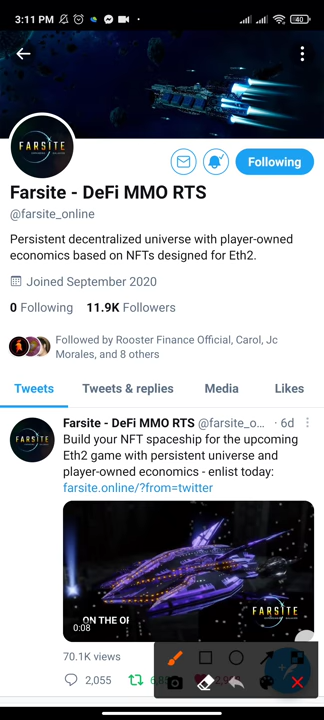 3:11 PM
40
FARSITE
Following
Farsite - DeFi MMO RTS
@farsite_online
Persistent decentralized universe with player-owned
economics based on NFTs designed for Eth2.
Joined September 2020
0 Following 11.9K Followers
Followed by Rooster Finance Official, Carol, Jc
Morales, and 8 others
Tweets Tweets & replies Media Likes
Farsite - DeFi MMO RTS @farsite_o... · 6d
FARSITE
Build your NFT spaceship for the upcoming
Eth2 game with persistent universe and
player-owned economics - enlist today:
farsite.online/?from=twitter
ON THE OF
0:08
FARSITE
70.1K views
2,055